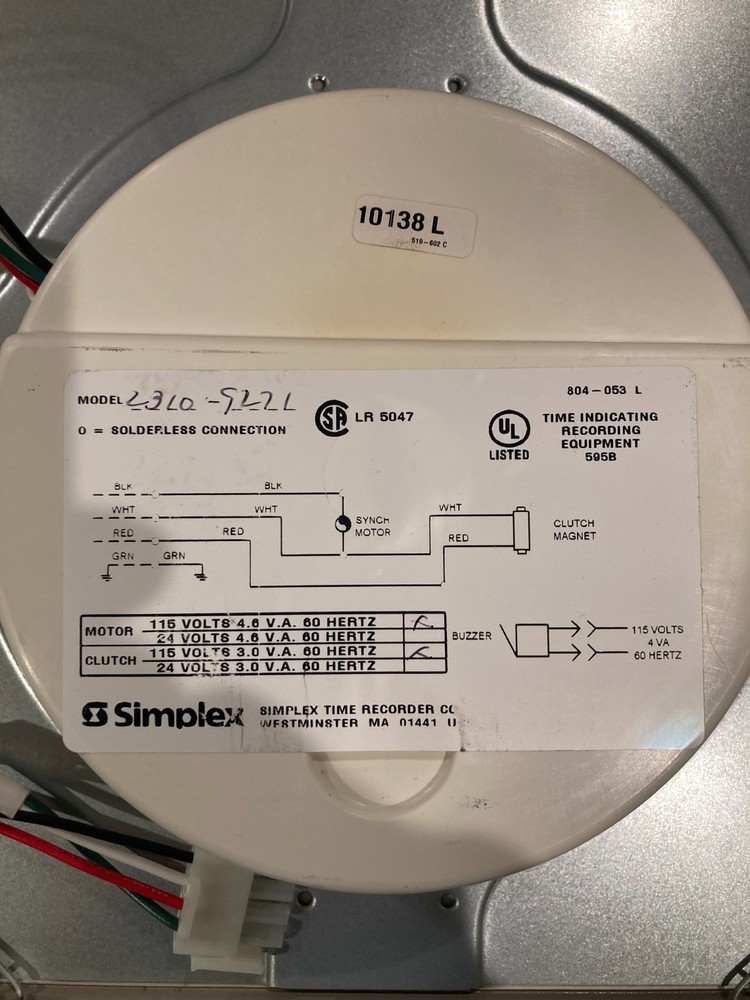 10138 L
519-602 C
MODEL
804-053 L
0 = SOLDERLESS CONNECTION
SA LR 5047
UL
LISTED
TIME INDICATING
RECORDING
EQUIPMENT
595B
BLK BLK
WHT WHT WHT
SYNCH
MOTOR
CLUTCH
MAGNET
RED RED RED
GRN GRN
MOTOR
115 VOLTS 4.6 V.A. 60 HERTZ
24 VOLTS 4.6 V.A. 60 HERTZ
CLUTCH
115 VOLTS 3.0 V.A. 60 HERTZ
24 VOLTS 3.0 V.A. 60 HERTZ
BUZZER
115 VOLTS
4 VA
60 HERTZ
Simplex
SIMPLEX TIME RECORDER CO
WESTMINSTER MA 01441 U